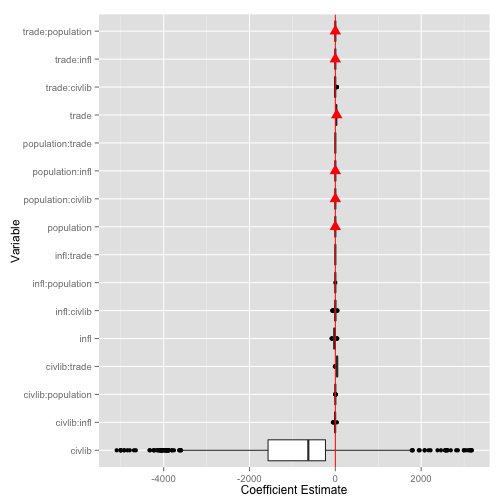 trade:population
trade:infl
trade:civlib
trade
population:trade
population:infl
population:civlib
population
infl:trade
infl:population
infl:civlib
infl
civlib:trade
civlib:population
civlib:infl
civlib
Variable
-4000 -2000 0 2000
Coefficient Estimate